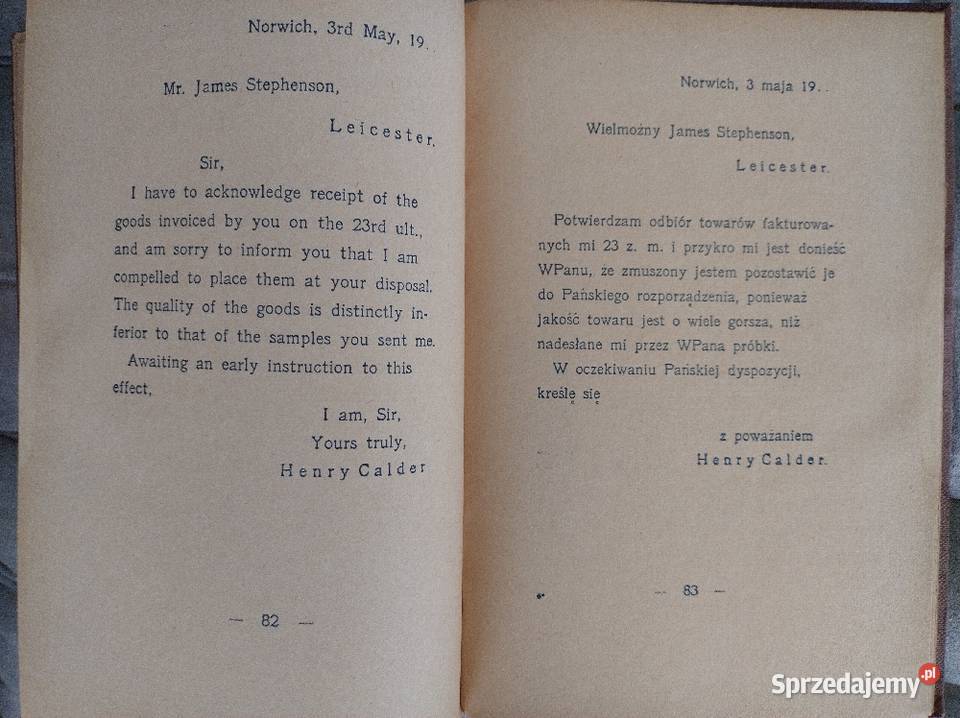 Norwich, 3rd May, 19..
Mr. James Stephenson,
Leicester.
Sir,
I have to acknowledge receipt of the
goods invoiced by you on the 23rd ult.,
and am sorry to inform you that I am
compelled to place them at your disposal.
The quality of the goods is distinctly in-
ferior to that of the samples you sent me.
Awaiting an early instruction to this
effect,
I am, Sir,
Yours truly,
Henry Calder
— 82 —
Norwich, 3 maja 19..
Wielmożny James Stephenson,
Leicester.
Potwierdzam odbiór towarów fakturowa-
nych mi 23 z. m. i przykro mi jest donieść
WPanu, że zmuszony jestem pozostawić je
do Pańskiego rozporządzenia, ponieważ
jakość towaru jest o wiele gorsza, niż
nadesłane mi przez WPana próbki.
W oczekiwaniu Pańskiej dyspozycji,
kreślę się
z poważaniem
Henry Calder.
— 83 —
Sprzedajemy.pl